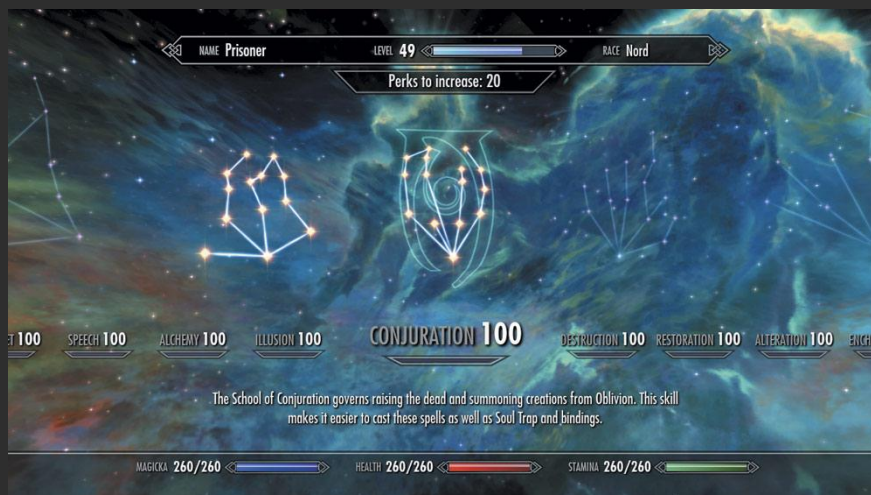 NAME Prisoner LEVEL 49 RACE Nord
Perks to increase: 20
ET 100 SPEECH 100 ALCHEMY 100 ILLUSION 100 CONJURATION 100 DESTRUCTION 100 RESTORATION 100 ALTERATION 100 ENCH
The School of Conjuration governs raising the dead and summoning creations from Oblivion. This skill
makes it easier to cast these spells as well as Soul Trap and bindings.
MAGICKA 260/260 HEALTH 260/260 STAMINA 260/260